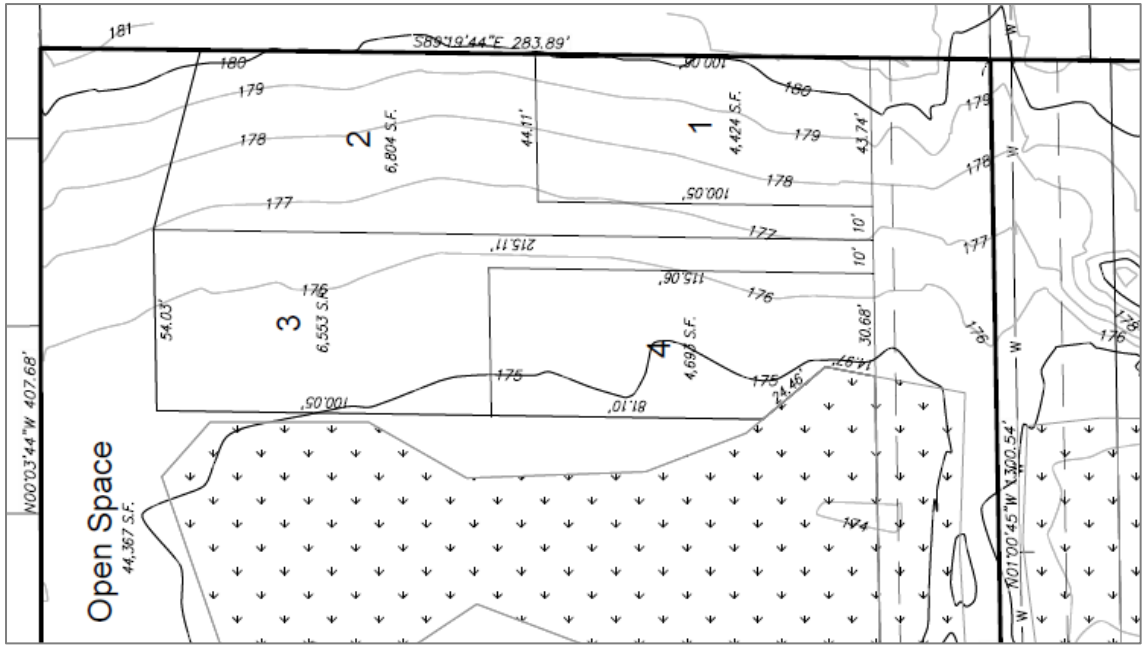 181
S89°19'44"E 283.89'
180
100.06'
180
179
179
179
44.11'
1
4,424 S.F.
43.74'
2
6,804 S.F.
178
178
178
177
100.05'
177
10'
177
215.11'
10'
115.06'
176
176
176
176
178
54.03'
3
6,553 S.F.
30.68'
4
4,693 S.F.
14.97'
175
175
24.46'
100.05'
81.10'
N00°03'44"W 407.68'
Open Space
44,367 S.F.
174
N01°00'45"W 1300.54'
W
W
W
W
W
W